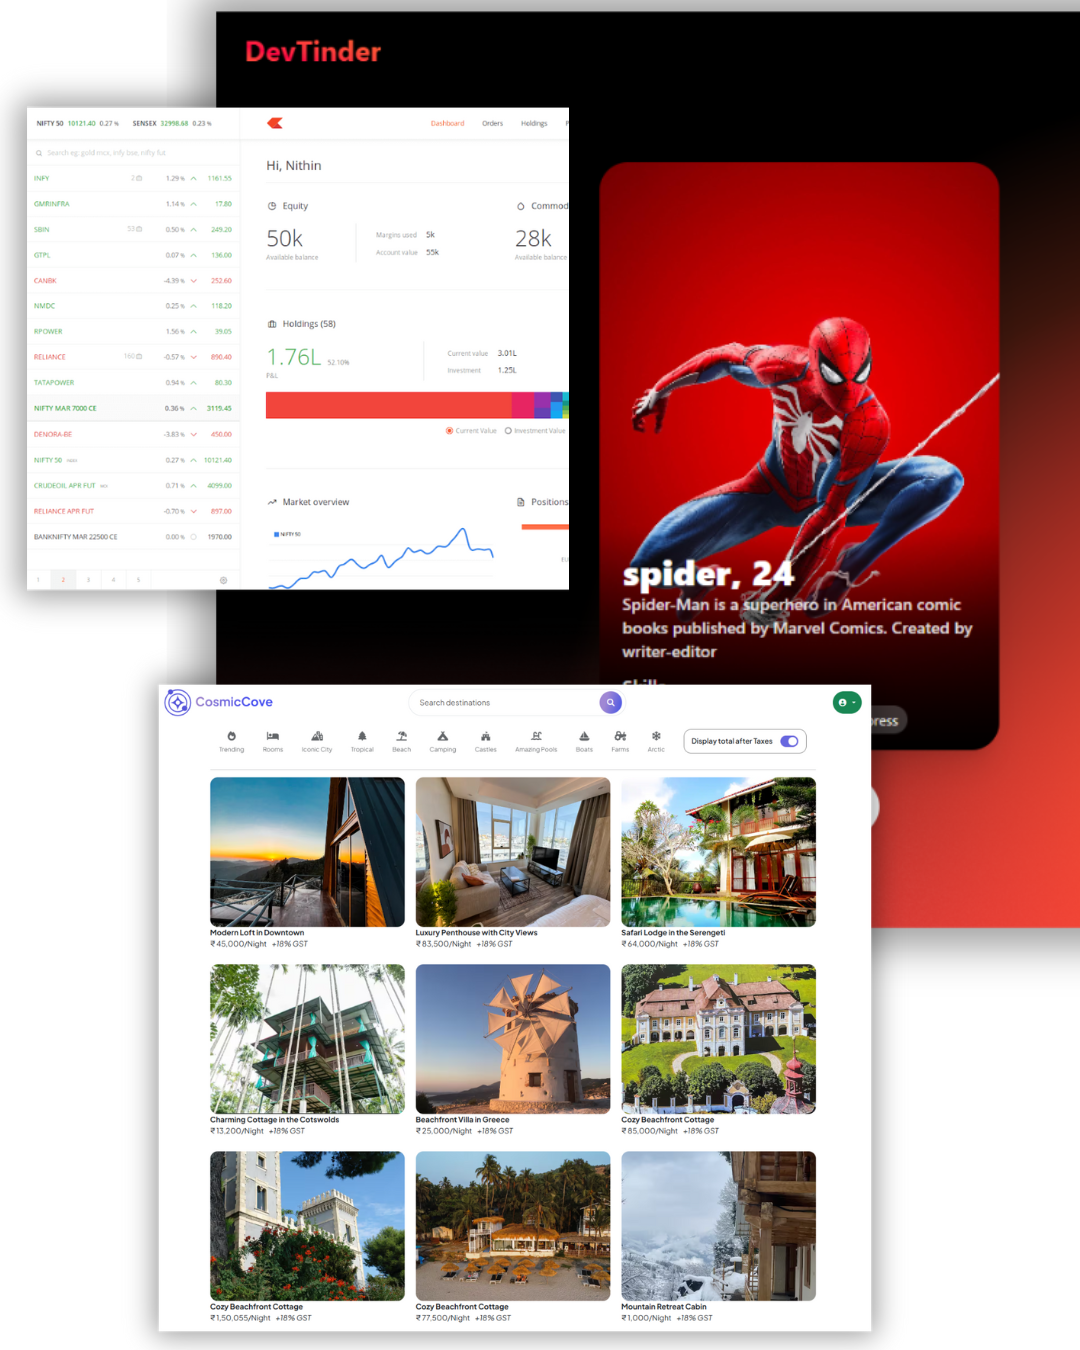 DevTinder
NIFTY 50 10121.40 0.27 % SENSEX 32998.68 0.23 %
Search eg: gold mcx, infy bse, nifty fut
INFY 2 1.29 % 1161.55
GMRINFRA 1.14 % 17.80
SBIN 53 0.50 % 249.20
GTPL 0.07 % 136.00
CANBK -4.39 % 252.60
NMDC 0.25 % 118.20
RPOWER 1.56 % 39.05
RELIANCE 160 -0.57 % 890.40
TATAPOWER 0.94 % 80.30
NIFTY MAR 7000 CE 0.36 % 3119.45
DENORA-BE -3.83 % 450.00
NIFTY 50 0.27 % 10121.40
CRUDEOIL APR FUT 0.71 % 4099.00
RELIANCE APR FUT -0.70 % 897.00
BANKNIFTY MAR 22500 CE 0.00 % 1970.00
1 2 3 4 5
Dashboard Orders Holdings
Hi, Nithin
Equity
50k
Available balance
Margins used 5k
Account value 55k
Commod
28k
Available balance
Holdings (58)
1.76L 52.10%
P&L
Current value 3.01L
Investment 1.25L
Current Value Investment Value
Market overview
NIFTY 50
Positions
spider, 24
Spider-Man is a superhero in American comic
books published by Marvel Comics. Created by
writer-editor
Skills
ress
CosmicCove
Search destinations
Trending Rooms Iconic City Tropical Beach Camping Castles Amazing Pools Boats Farms Arctic
Display total after Taxes
Modern Loft in Downtown
₹45,000/Night +18% GST
Luxury Penthouse with City Views
₹83,500/Night +18% GST
Safari Lodge in the Serengeti
₹64,000/Night +18% GST
Charming Cottage in the Cotswolds
₹13,200/Night +18% GST
Beachfront Villa in Greece
₹25,000/Night +18% GST
Cozy Beachfront Cottage
₹85,000/Night +18% GST
Cozy Beachfront Cottage
₹1,50,055/Night +18% GST
Cozy Beachfront Cottage
₹77,500/Night +18% GST
Mountain Retreat Cabin
₹1,000/Night +18% GST